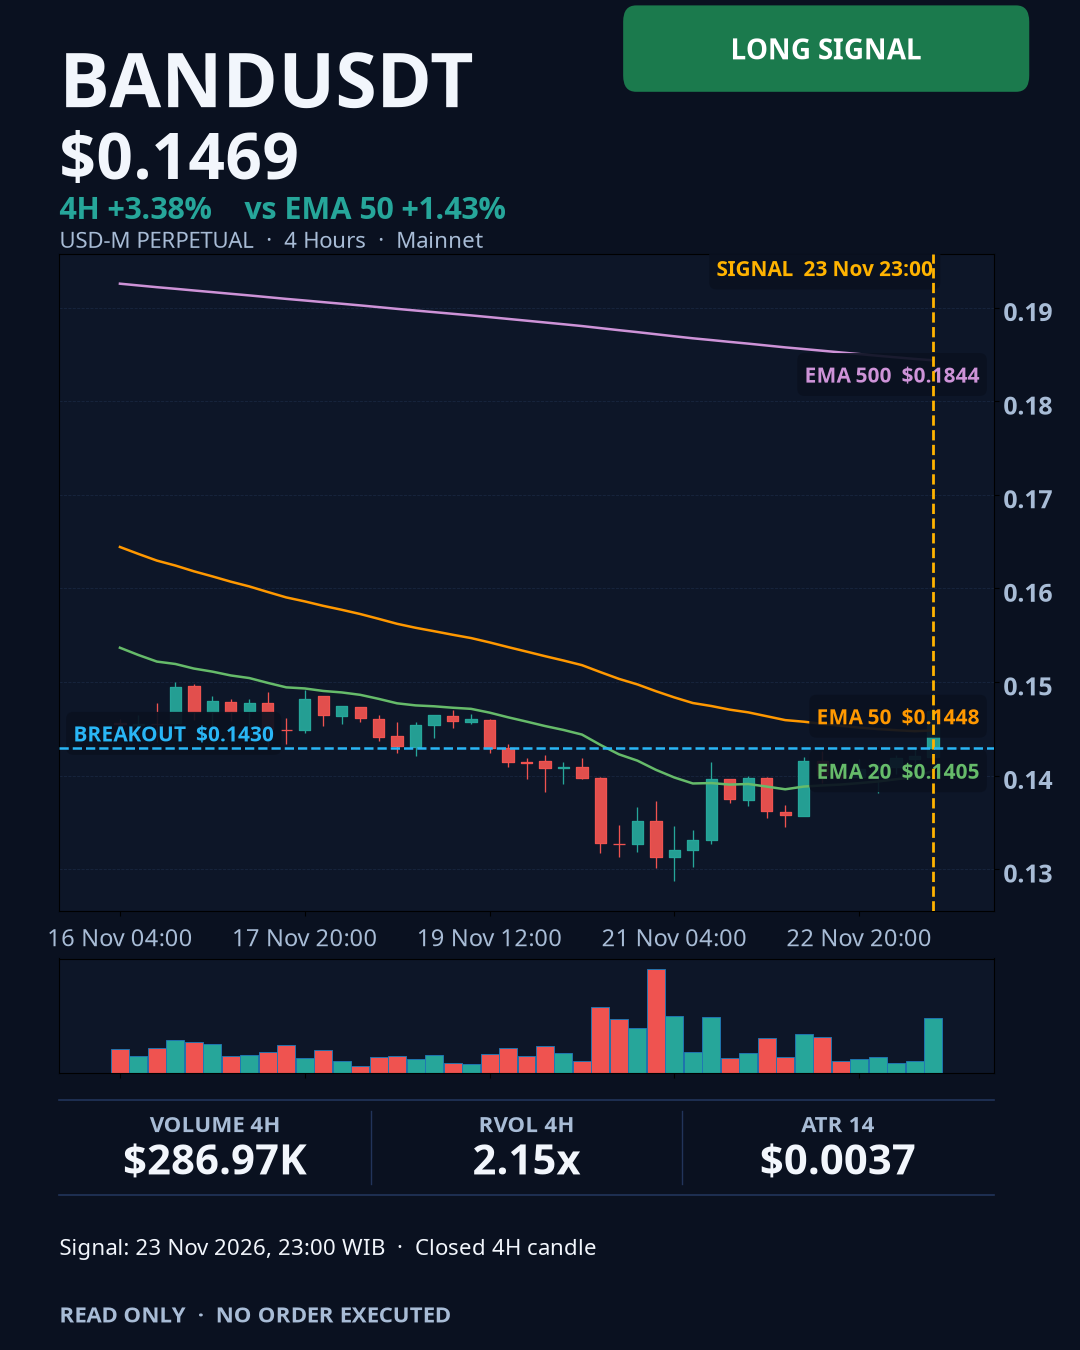 LONG SIGNAL
BANDUSDT
$0.1469
4H +3.38% vs EMA 50 +1.43%
USD-M PERPETUAL · 4 Hours · Mainnet
SIGNAL 23 Nov 23:00
0.19
EMA 500 $0.1844
0.18
0.17
0.16
0.15
EMA 50 $0.1448
BREAKOUT $0.1430
EMA 20 $0.1405
0.14
0.13
16 Nov 04:00 17 Nov 20:00 19 Nov 12:00 21 Nov 04:00 22 Nov 20:00
VOLUME 4H RVOL 4H ATR 14
$286.97K 2.15x $0.0037
Signal: 23 Nov 2026, 23:00 WIB · Closed 4H candle
READ ONLY · NO ORDER EXECUTED